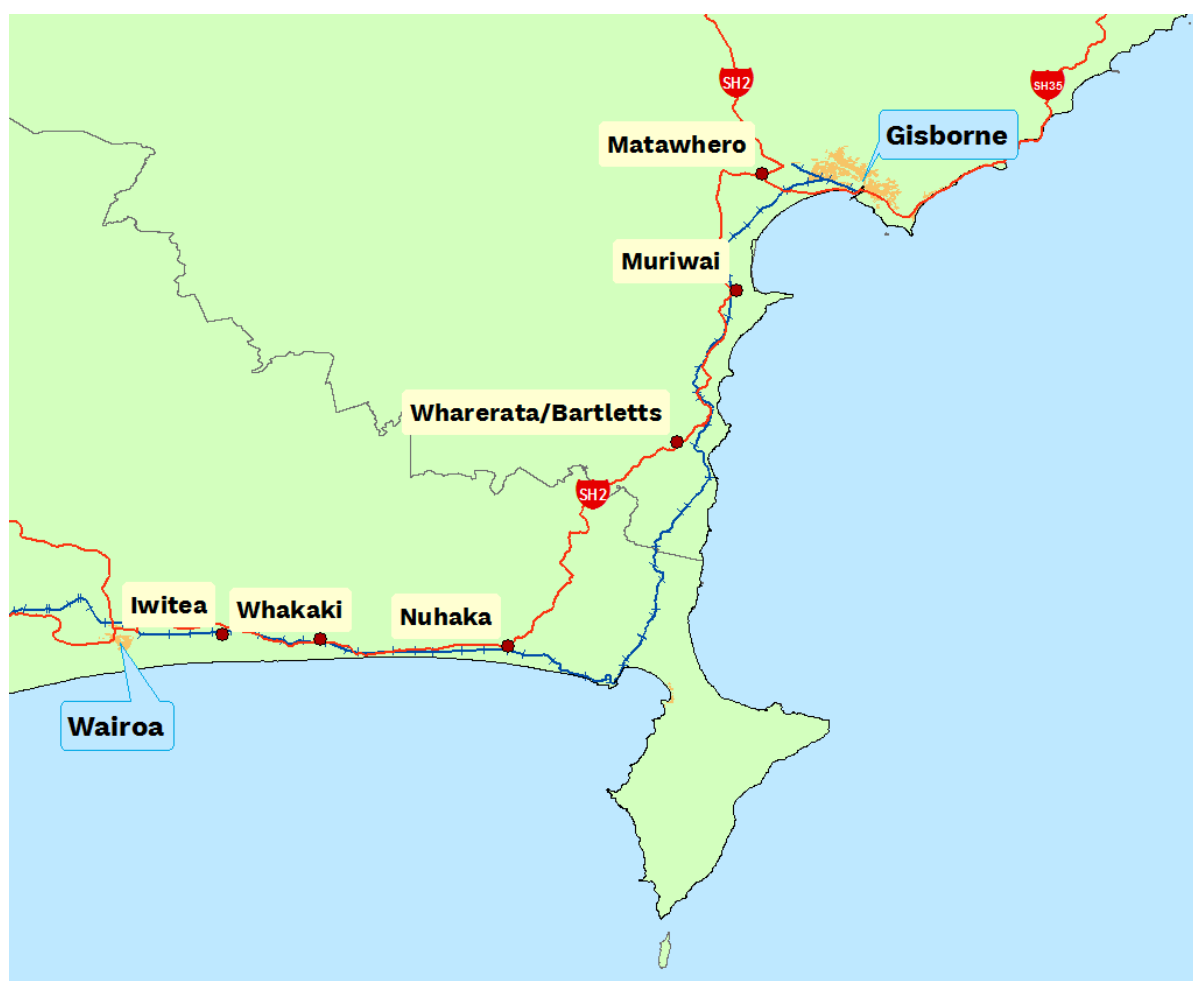 SH2
SH35
Gisborne
Matawhero
Muriwai
Wharerata/Bartletts
SH2
Iwitea
Whakaki
Nuhaka
Wairoa